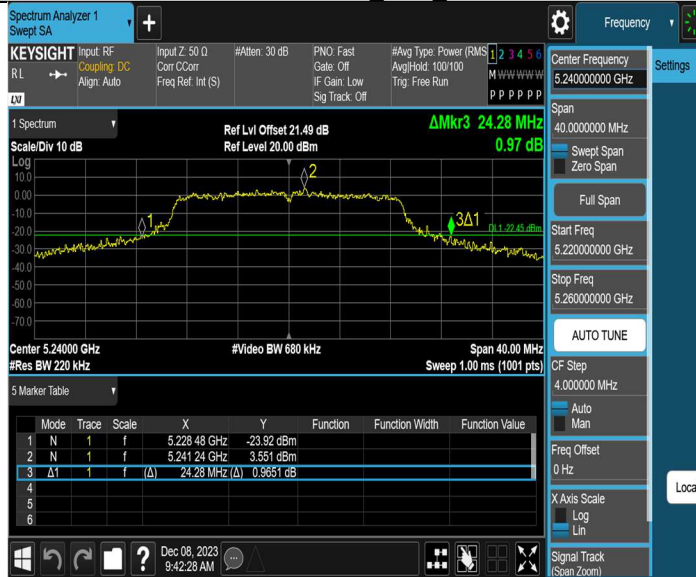 Spectrum Analyzer 1
Swept SA
+
Frequency
KEYSIGHT
R L
LXI
Input: RF
Coupling: DC
Align: Auto
Input Z: 50 Ω
Corr CCorr
Freq Ref: Int (S)
#Atten: 30 dB
PNO: Fast
Gate: Off
IF Gain: Low
Sig Track: Off
#Avg Type: Power (RMS
Avg|Hold: 100/100
Trig: Free Run
1 2 3 4 5 6
M W W W W W
P P P P P P
Center Frequency
5.240000000 GHz
Settings
Span
40.0000000 MHz
Swept Span
Zero Span
Full Span
Start Freq
5.220000000 GHz
Stop Freq
5.260000000 GHz
AUTO TUNE
CF Step
4.000000 MHz
Auto
Man
Freq Offset
0 Hz
X Axis Scale
Log
Lin
Signal Track
(Span Zoom)
Loca
1 Spectrum
Scale/Div 10 dB
Ref Lvl Offset 21.49 dB
Ref Level 20.00 dBm
ΔMkr3 24.28 MHz
0.97 dB
Log
10.0
0.00
-10.0
-20.0
-30.0
-40.0
-50.0
-60.0
-70.0
1
2
3Δ1
DL1 -22.45 dBm
Center 5.24000 GHz
#Video BW 680 kHz
Span 40.00 MHz
#Res BW 220 kHz
Sweep 1.00 ms (1001 pts)
5 Marker Table
Mode Trace Scale X Y Function Function Width Function Value
1 N 1 f 5.228 48 GHz -23.92 dBm
2 N 1 f 5.241 24 GHz 3.551 dBm
3 Δ1 1 f (Δ) 24.28 MHz (Δ) 0.9651 dB
4
5
6
?
Dec 08, 2023
9:42:28 AM